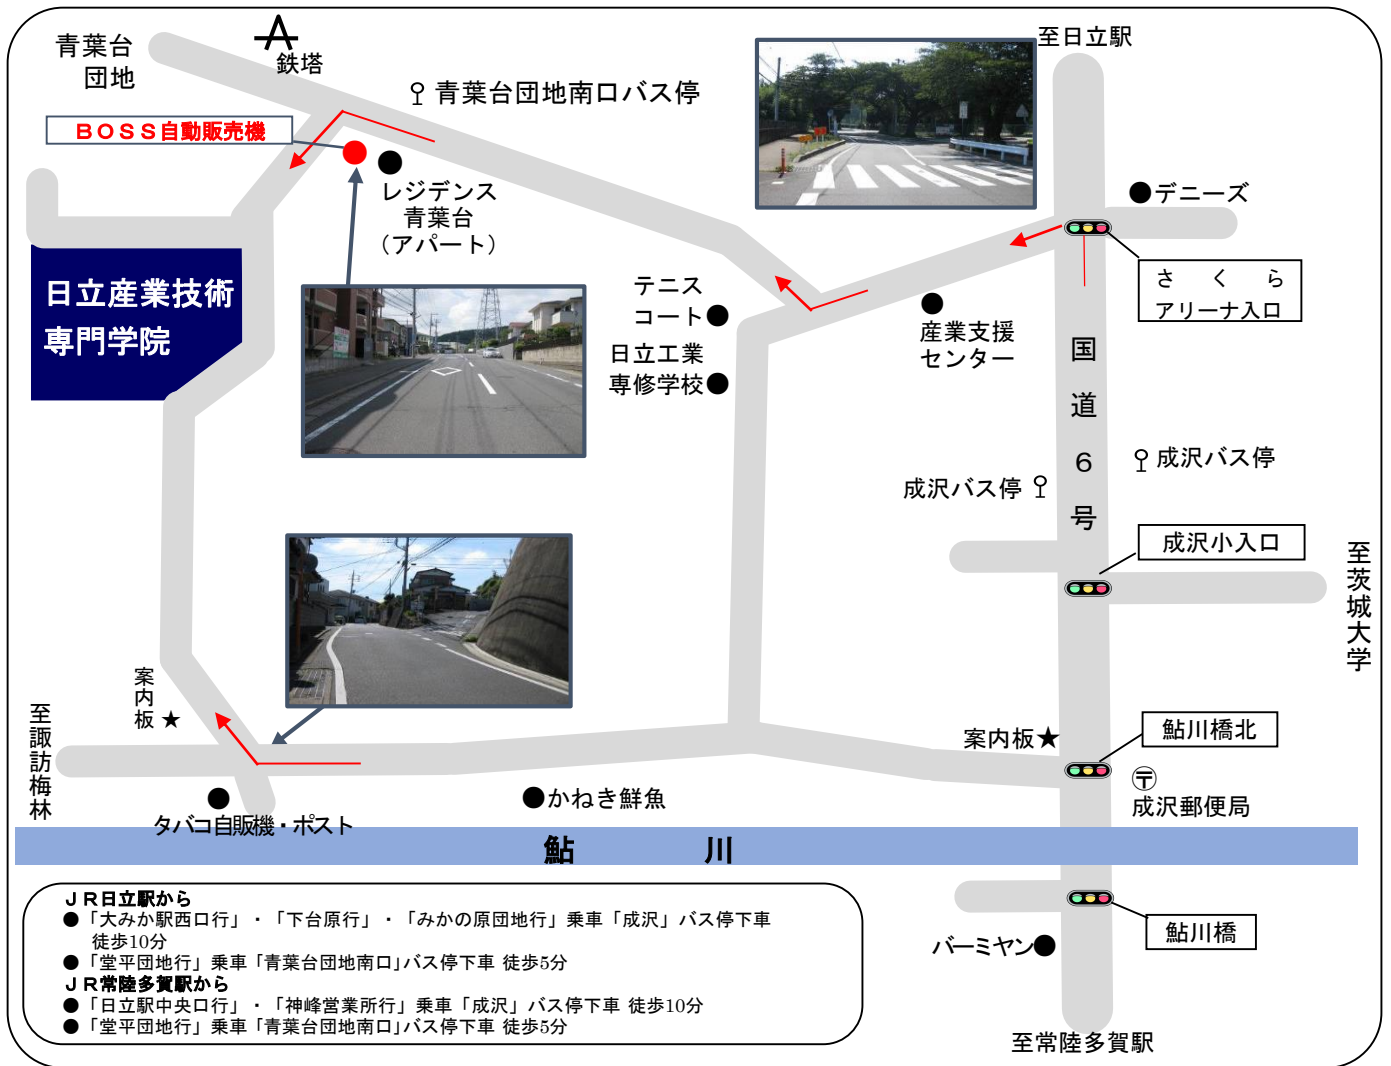 青葉台
団地
鉄塔
青葉台団地南口バス停
至日立駅
BOSS自動販売機
レジデンス
青葉台
(アパート)
デニーズ
さくら
アリーナ入口
日立産業技術
専門学院
テニス
コート
日立工業
専修学校
産業支援
センター
国道6号
成沢バス停
成沢バス停
成沢小入口
至茨城大学
案内板★
至諏訪梅林
案内板★
鮎川橋北
〒
成沢郵便局
タバコ自販機・ポスト
かねき鮮魚
鮎川
JR日立駅から
●「大みか駅西口行」・「下台原行」・「みかの原団地行」乗車「成沢」バス停下車
徒歩10分
●「堂平団地行」乗車「青葉台団地南口」バス停下車 徒歩5分
JR常陸多賀駅から
●「日立駅中央口行」・「神峰営業所行」乗車「成沢」バス停下車 徒歩10分
●「堂平団地行」乗車「青葉台団地南口」バス停下車 徒歩5分
バーミヤン
鮎川橋
至常陸多賀駅